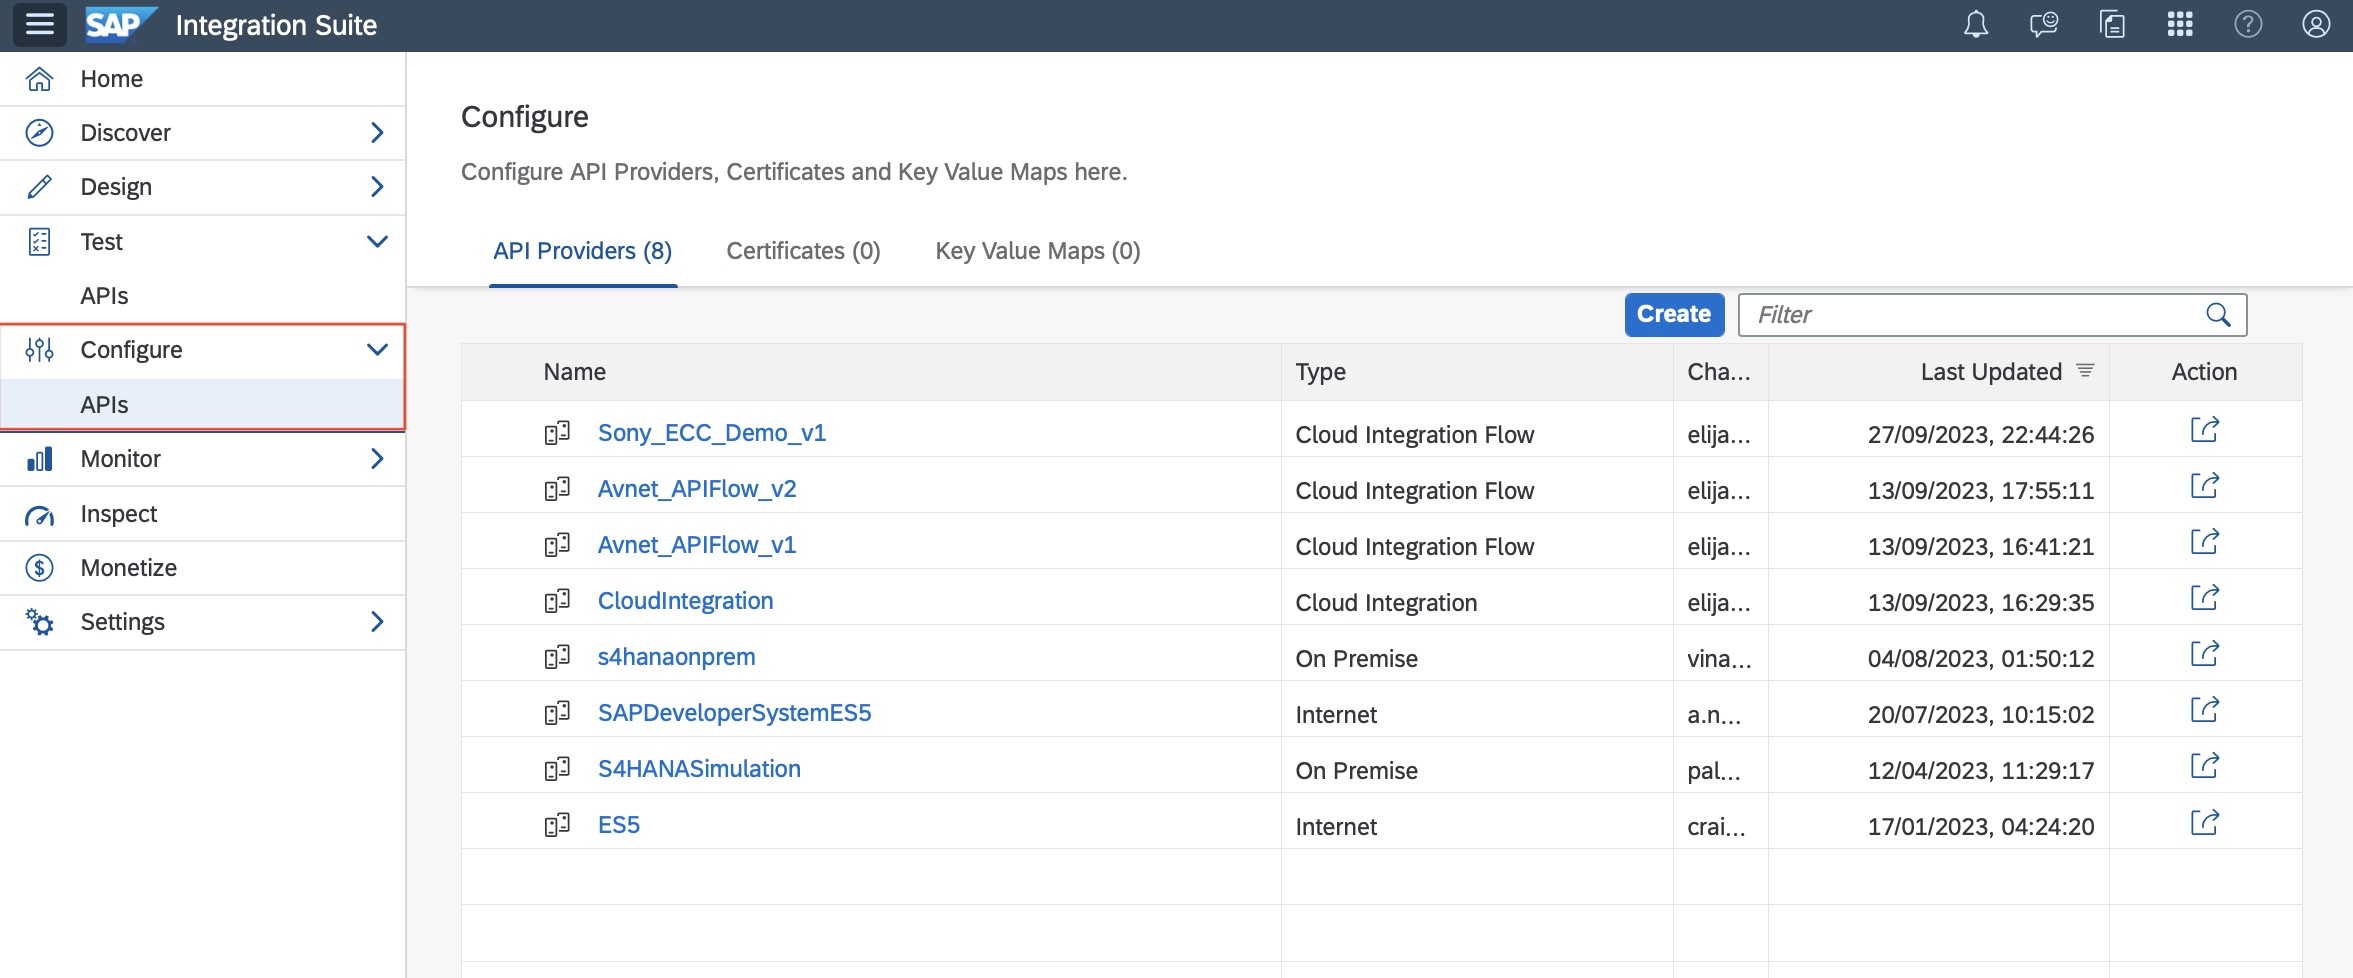 SAP Integration Suite
Home
Discover
Design
Test
APIs
Configure
APIs
Monitor
Inspect
Monetize
Settings
Configure
Configure API Providers, Certificates and Key Value Maps here.
API Providers (8) Certificates (0) Key Value Maps (0)
Create Filter
Name Type Cha... Last Updated Action
Sony_ECC_Demo_v1 Cloud Integration Flow elija... 27/09/2023, 22:44:26
Avnet_APIFlow_v2 Cloud Integration Flow elija... 13/09/2023, 17:55:11
Avnet_APIFlow_v1 Cloud Integration Flow elija... 13/09/2023, 16:41:21
CloudIntegration Cloud Integration elija... 13/09/2023, 16:29:35
s4hanaonprem On Premise vina... 04/08/2023, 01:50:12
SAPDeveloperSystemES5 Internet a.n... 20/07/2023, 10:15:02
S4HANASimulation On Premise pal... 12/04/2023, 11:29:17
ES5 Internet crai... 17/01/2023, 04:24:20